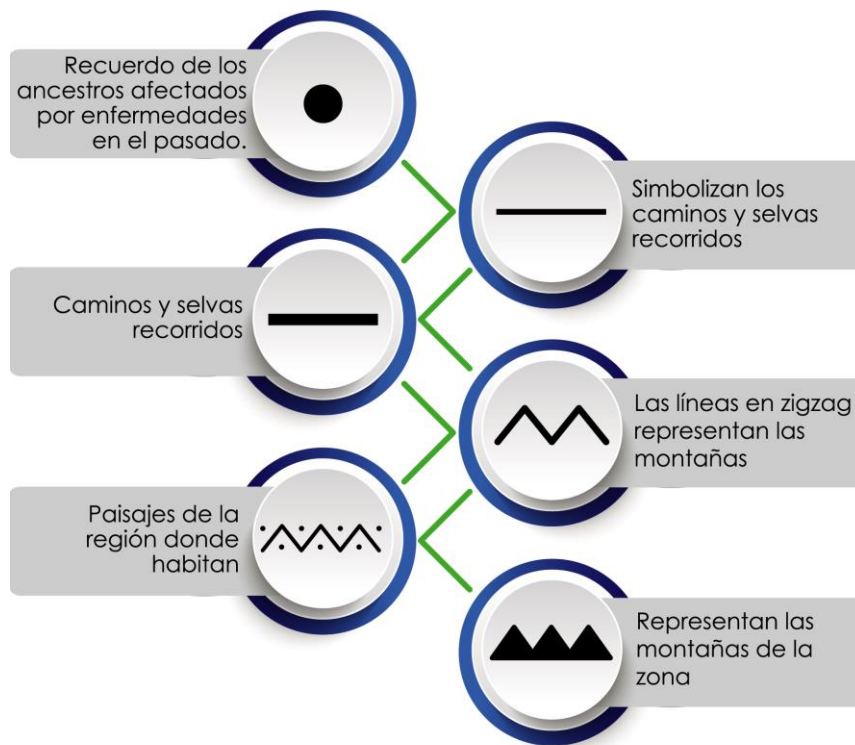 Recuerdo de los
ancestros afectados
por enfermedades
en el pasado.
Simbolizan los
caminos y selvas
recorridos
Caminos y selvas
recorridos
Las líneas en zigzag
representan las
montañas
Paisajes de la
región donde
habitan
Representan las
montañas de la
zona